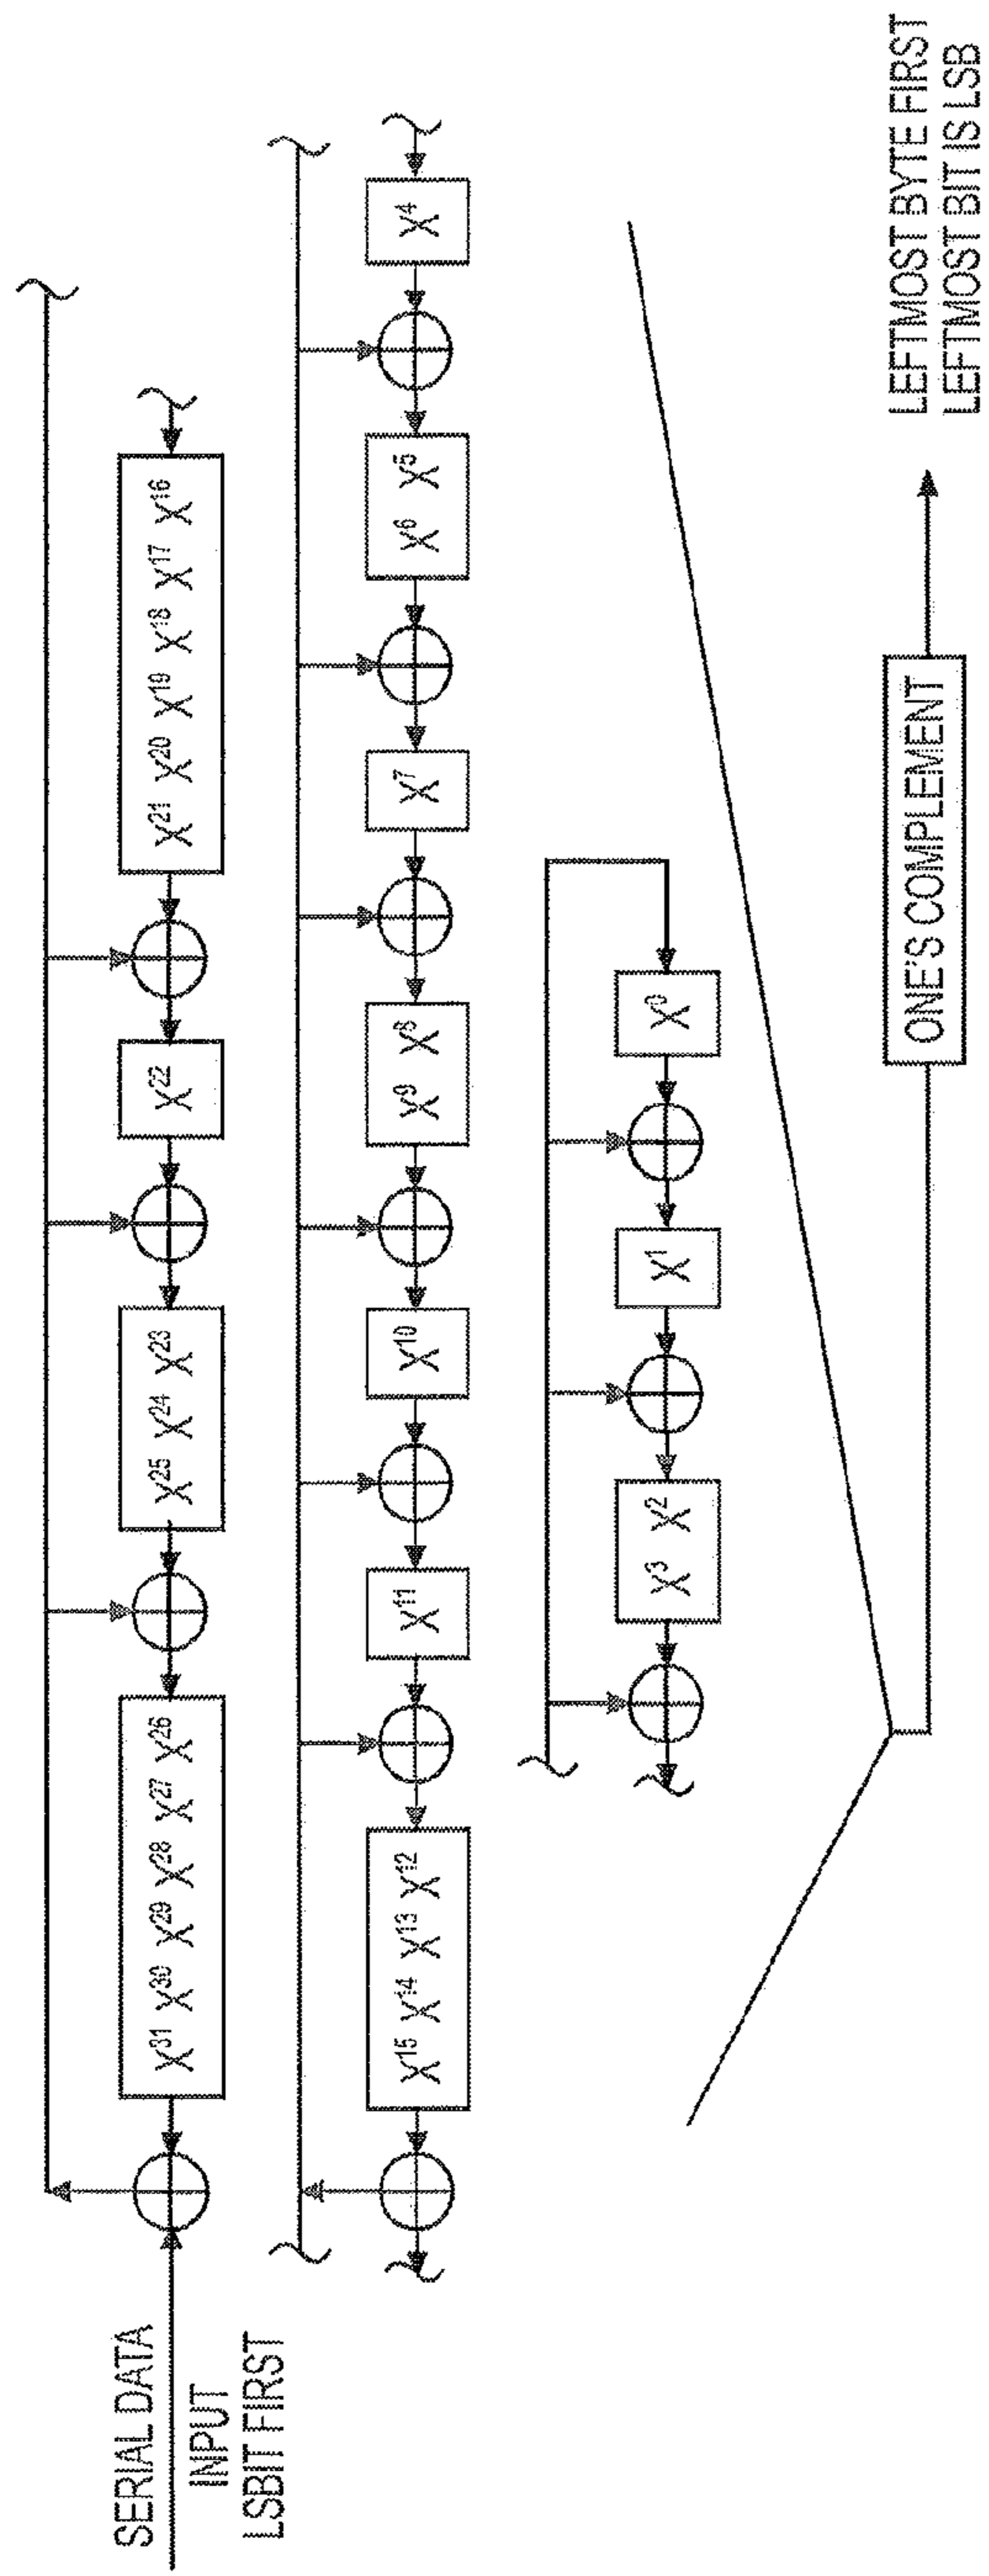 SERIAL DATA
INPUT
LSBIT FIRST
X³¹ X³⁰ X²⁹ X²⁸ X²⁷ X²⁶
X²⁵ X²⁴ X²³
X²²
X²¹ X²⁰ X¹⁹ X¹⁸ X¹⁷ X¹⁶
X¹⁵ X¹⁴ X¹³ X¹²
X¹¹
X¹⁰
X⁹ X⁸
X⁷
X⁶ X⁵
X⁴
X³ X²
X¹
X⁰
ONE'S COMPLEMENT
LEFTMOST BYTE FIRST
LEFTMOST BIT IS LSB